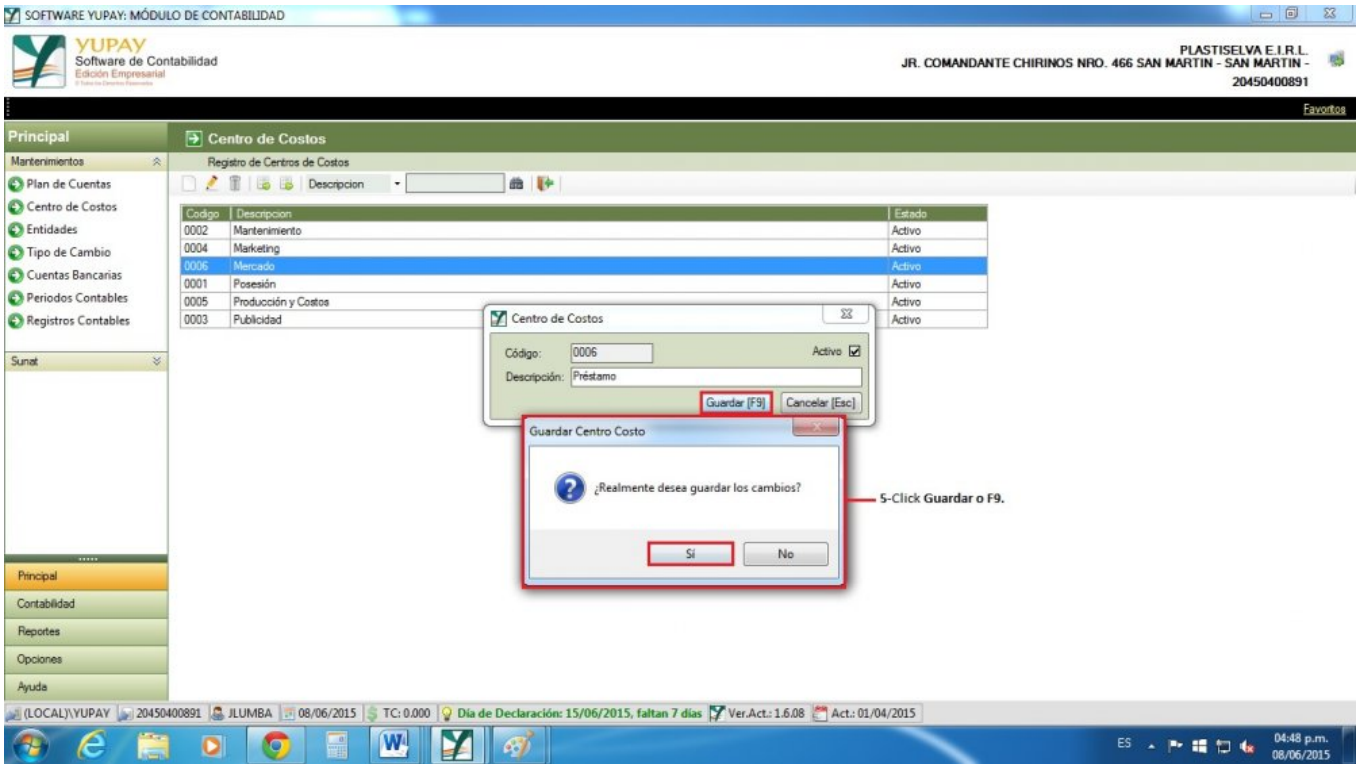 SOFTWARE YUPAY: MÓDULO DE CONTABILIDAD
YUPAY
Software de Contabilidad
Edición Empresarial
PLASTISELVA E.I.R.L.
JR. COMANDANTE CHIRINOS NRO. 466 SAN MARTIN - SAN MARTIN -
20450400891
Favoritos
Principal
Centro de Costos
Mantenimientos
Registro de Centros de Costos
Plan de Cuentas
Centro de Costos
Entidades
Tipo de Cambio
Cuentas Bancarias
Periodos Contables
Registros Contables
Sunat
Descripcion
Codigo Descripcion Estado
0002 Mantenimiento Activo
0004 Marketing Activo
0006 Mercado Activo
0001 Posesión Activo
0005 Producción y Costos Activo
0003 Publicidad Activo
Centro de Costos
Código: 0006 Activo
Descripción: Préstamo
Guardar [F9] Cancelar [Esc]
Guardar Centro Costo
¿Realmente desea guardar los cambios?
Sí No
5-Click Guardar o F9.
Principal
Contabilidad
Reportes
Opciones
Ayuda
(LOCAL)\YUPAY 20450400891 JLUMBA 08/06/2015 TC: 0.000 Día de Declaración: 15/06/2015, faltan 7 días Ver.Act.: 1.6.08 Act.: 01/04/2015
ES 04:48 p.m.
08/06/2015